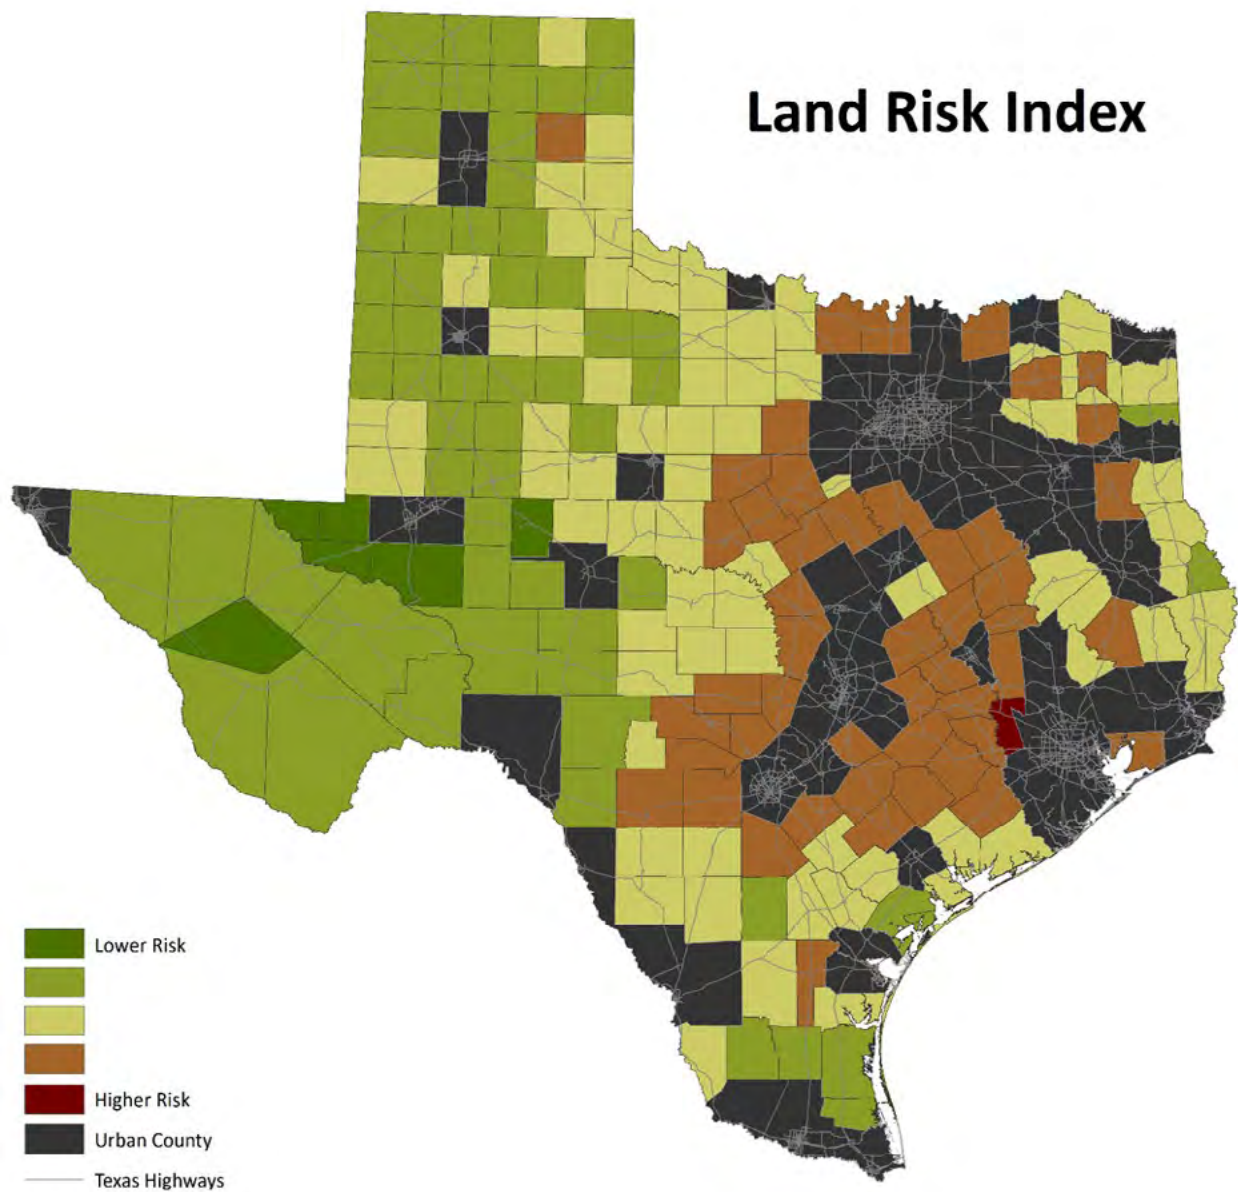 Land Risk Index
Lower Risk
Higher Risk
Urban County
Texas Highways